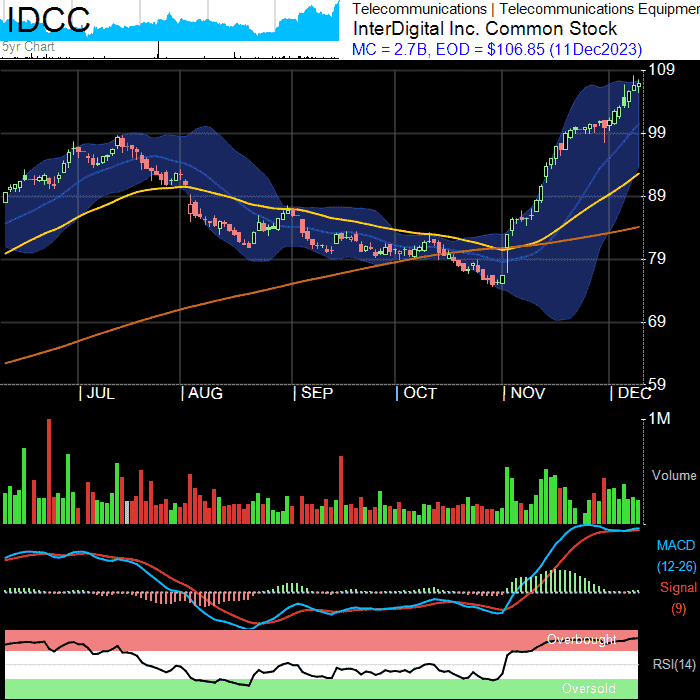 IDCC
5yr Chart
Telecommunications | Telecommunications Equipmen
InterDigital Inc. Common Stock
MC = 2.7B, EOD = $106.85 (11Dec2023)
109
99
89
79
69
59
| JUL | AUG | SEP | OCT | NOV | DEC
1M
Volume
MACD
(12-26)
Signal
(9)
Overbought
RSI(14)
Oversold